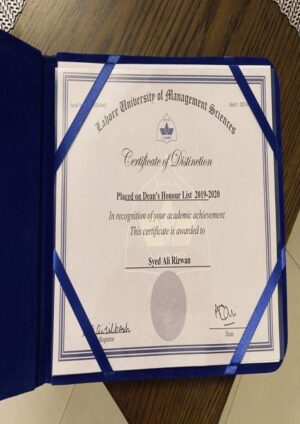 Lahore University of Management Sciences
LUMS
Certificate of Distinction
Placed on Dean's Honour List 2019-2020
In recognition of your academic achievement
This certificate is awarded to
Syed Ali Rizwan
Registrar
Dean